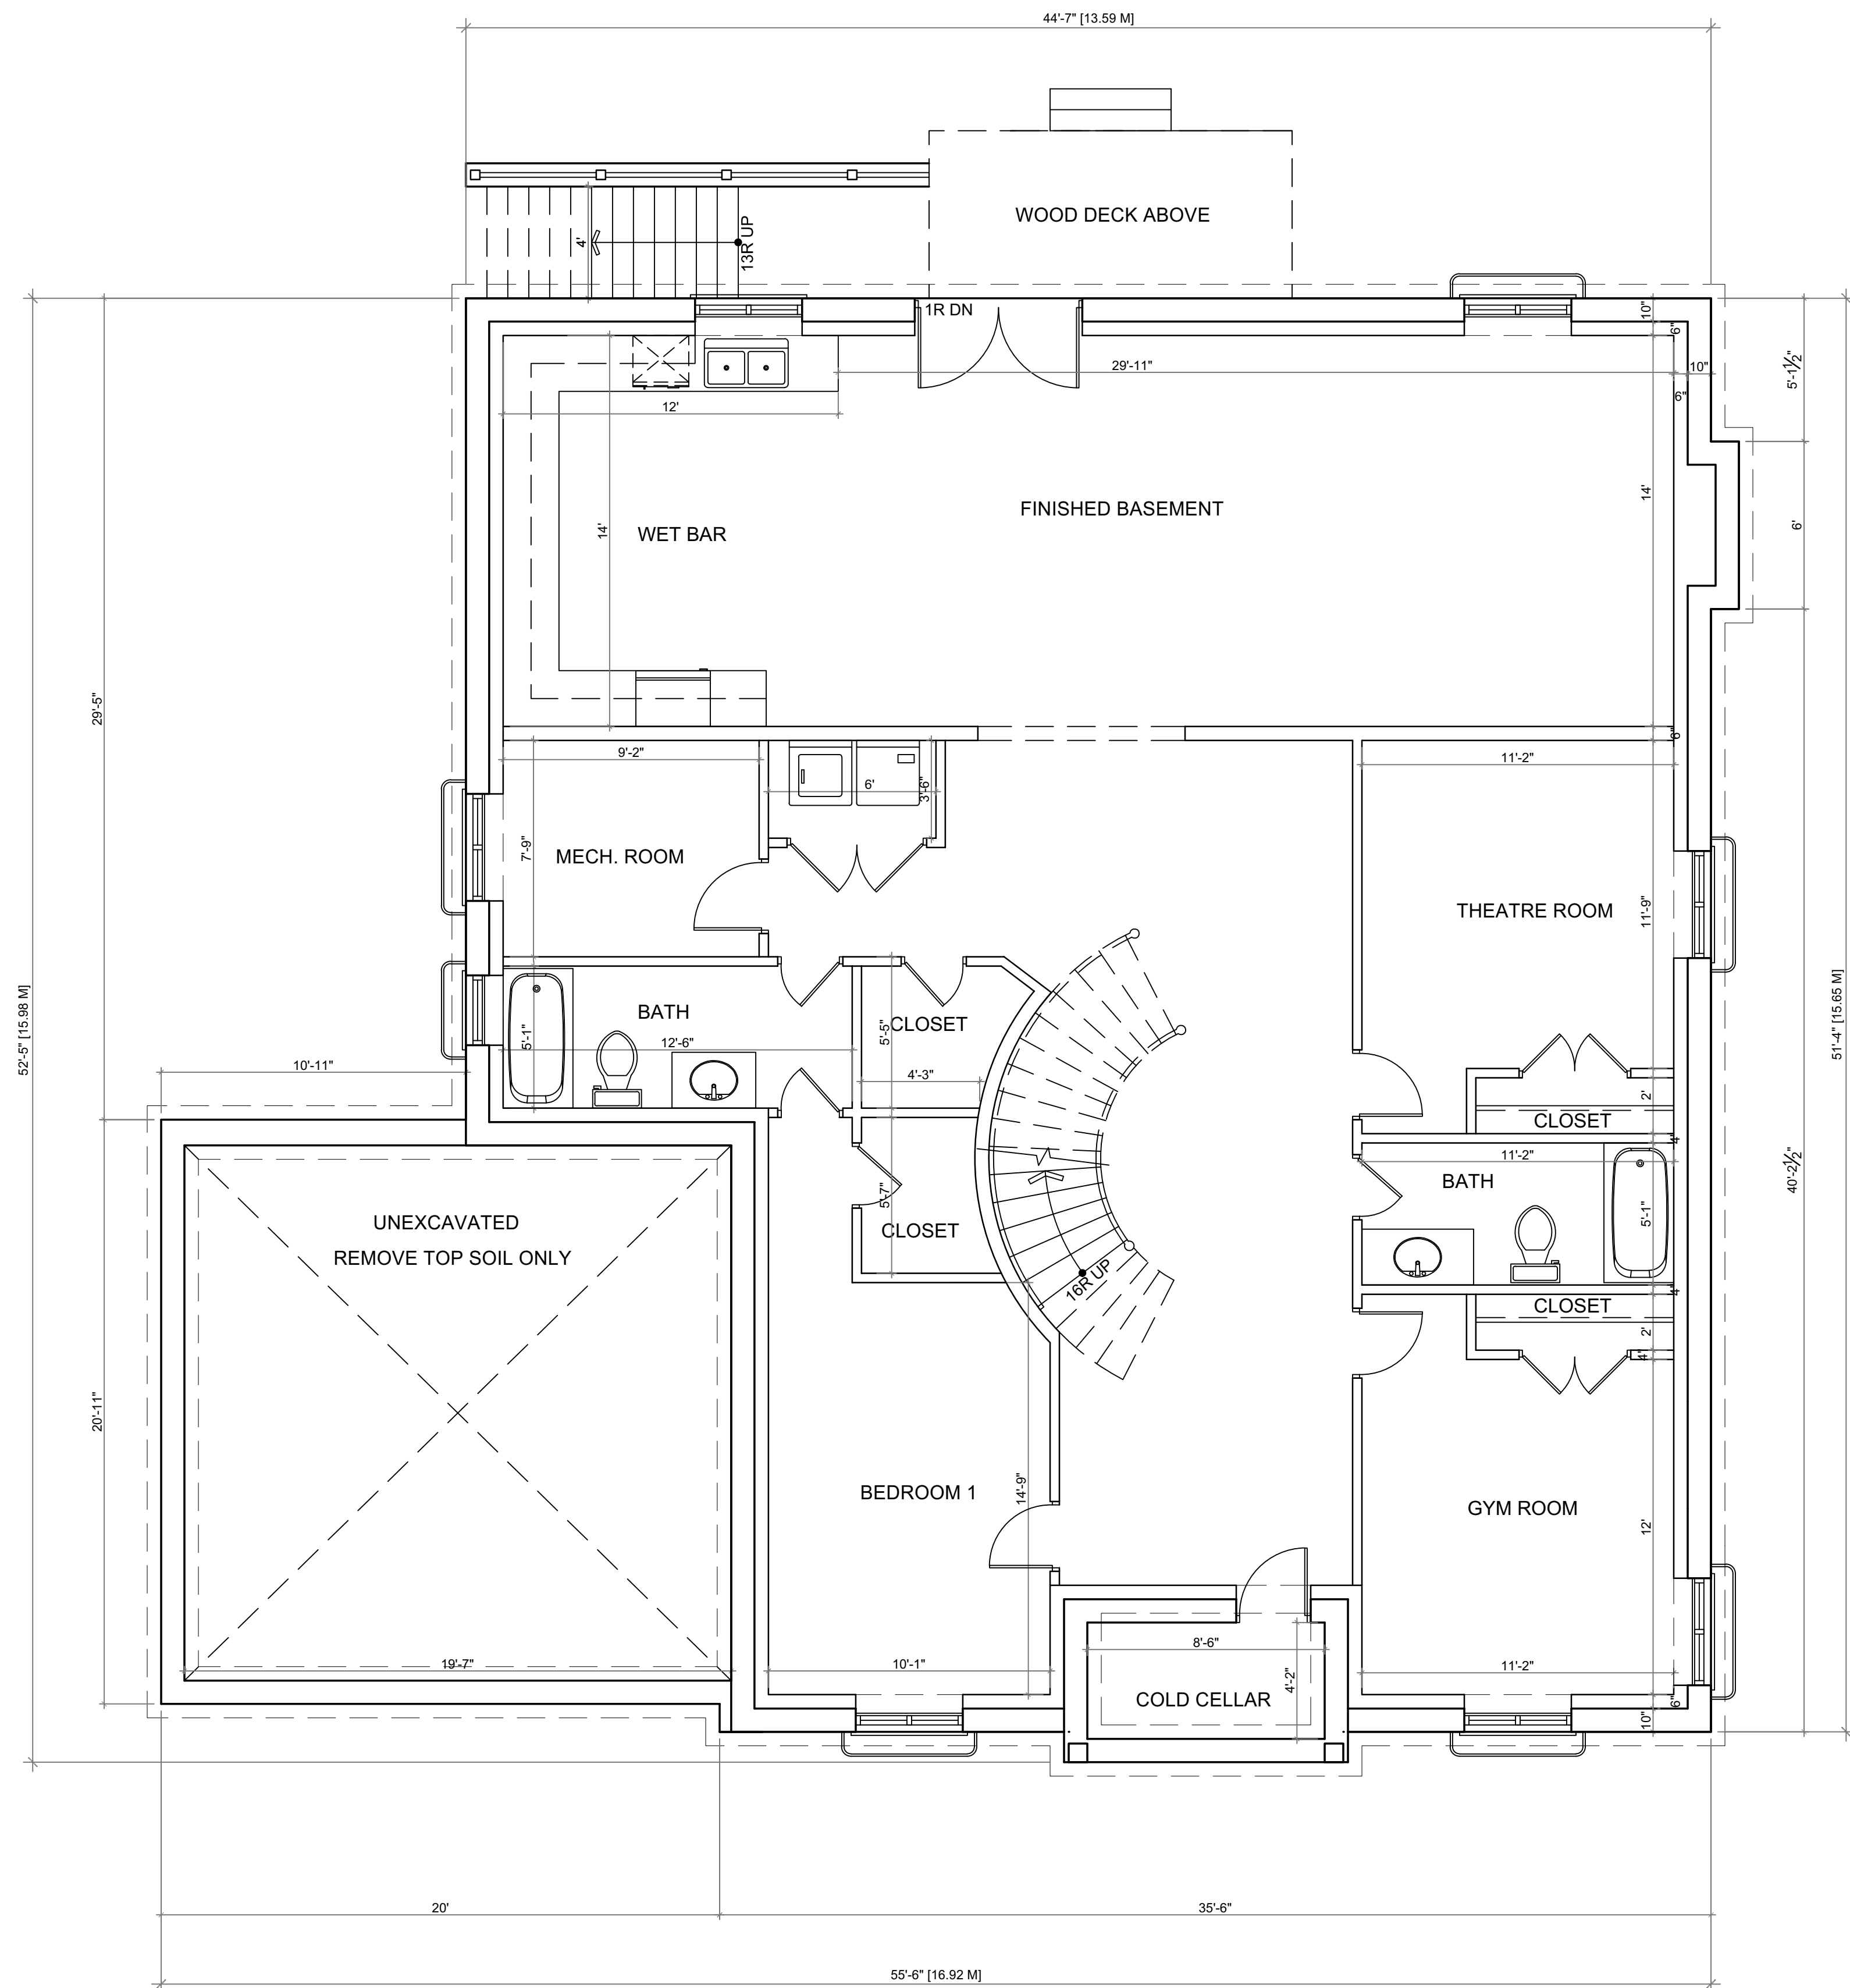 44'-7" [13.59 M]
WOOD DECK ABOVE
4'
13R UP
1R DN
10"
6"
29'-11"
10"
6"
5'-1½"
12'
FINISHED BASEMENT
14'
14'
6'
WET BAR
29'-5"
9'-2"
6'
3'-6"
6"
11'-2"
7'-9"
MECH. ROOM
THEATRE ROOM
11'-9"
52'-5" [15.98 M]
51'-4" [15.65 M]
BATH
5'-1"
12'-6"
CLOSET
5'-5"
4'-3"
10'-11"
2'
CLOSET
4"
11'-2"
BATH
5'-1"
40'-2½"
5'-7"
CLOSET
UNEXCAVATED
REMOVE TOP SOIL ONLY
16R UP
4"
CLOSET
2'
4"
20'-11"
BEDROOM 1
14'-9"
GYM ROOM
12'
19'-7"
10'-1"
8'-6"
4'-2"
COLD CELLAR
11'-2"
6"
10"
20'
35'-6"
55'-6" [16.92 M]